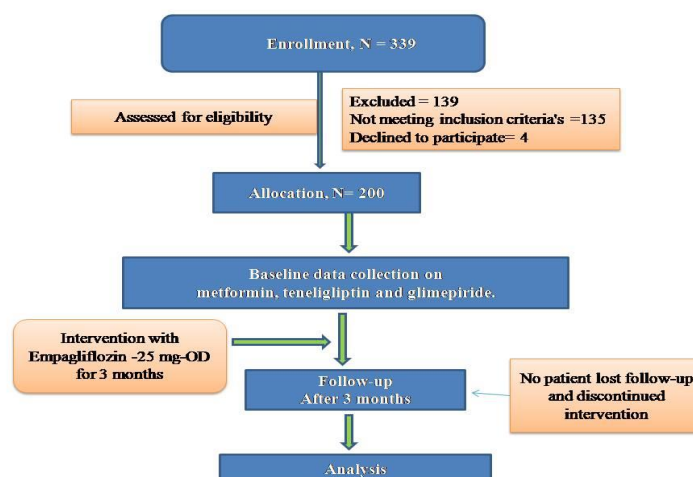 Enrollment, N = 339
Assessed for eligibility
Excluded = 139
Not meeting inclusion criteria's =135
Declined to participate= 4
Allocation, N= 200
Baseline data collection on
metformin, teneligliptin and glimepiride.
Intervention with
Empagliflozin -25 mg-OD
for 3 months
Follow-up
After 3 months
No patient lost follow-up
and discontinued
intervention
Analysis